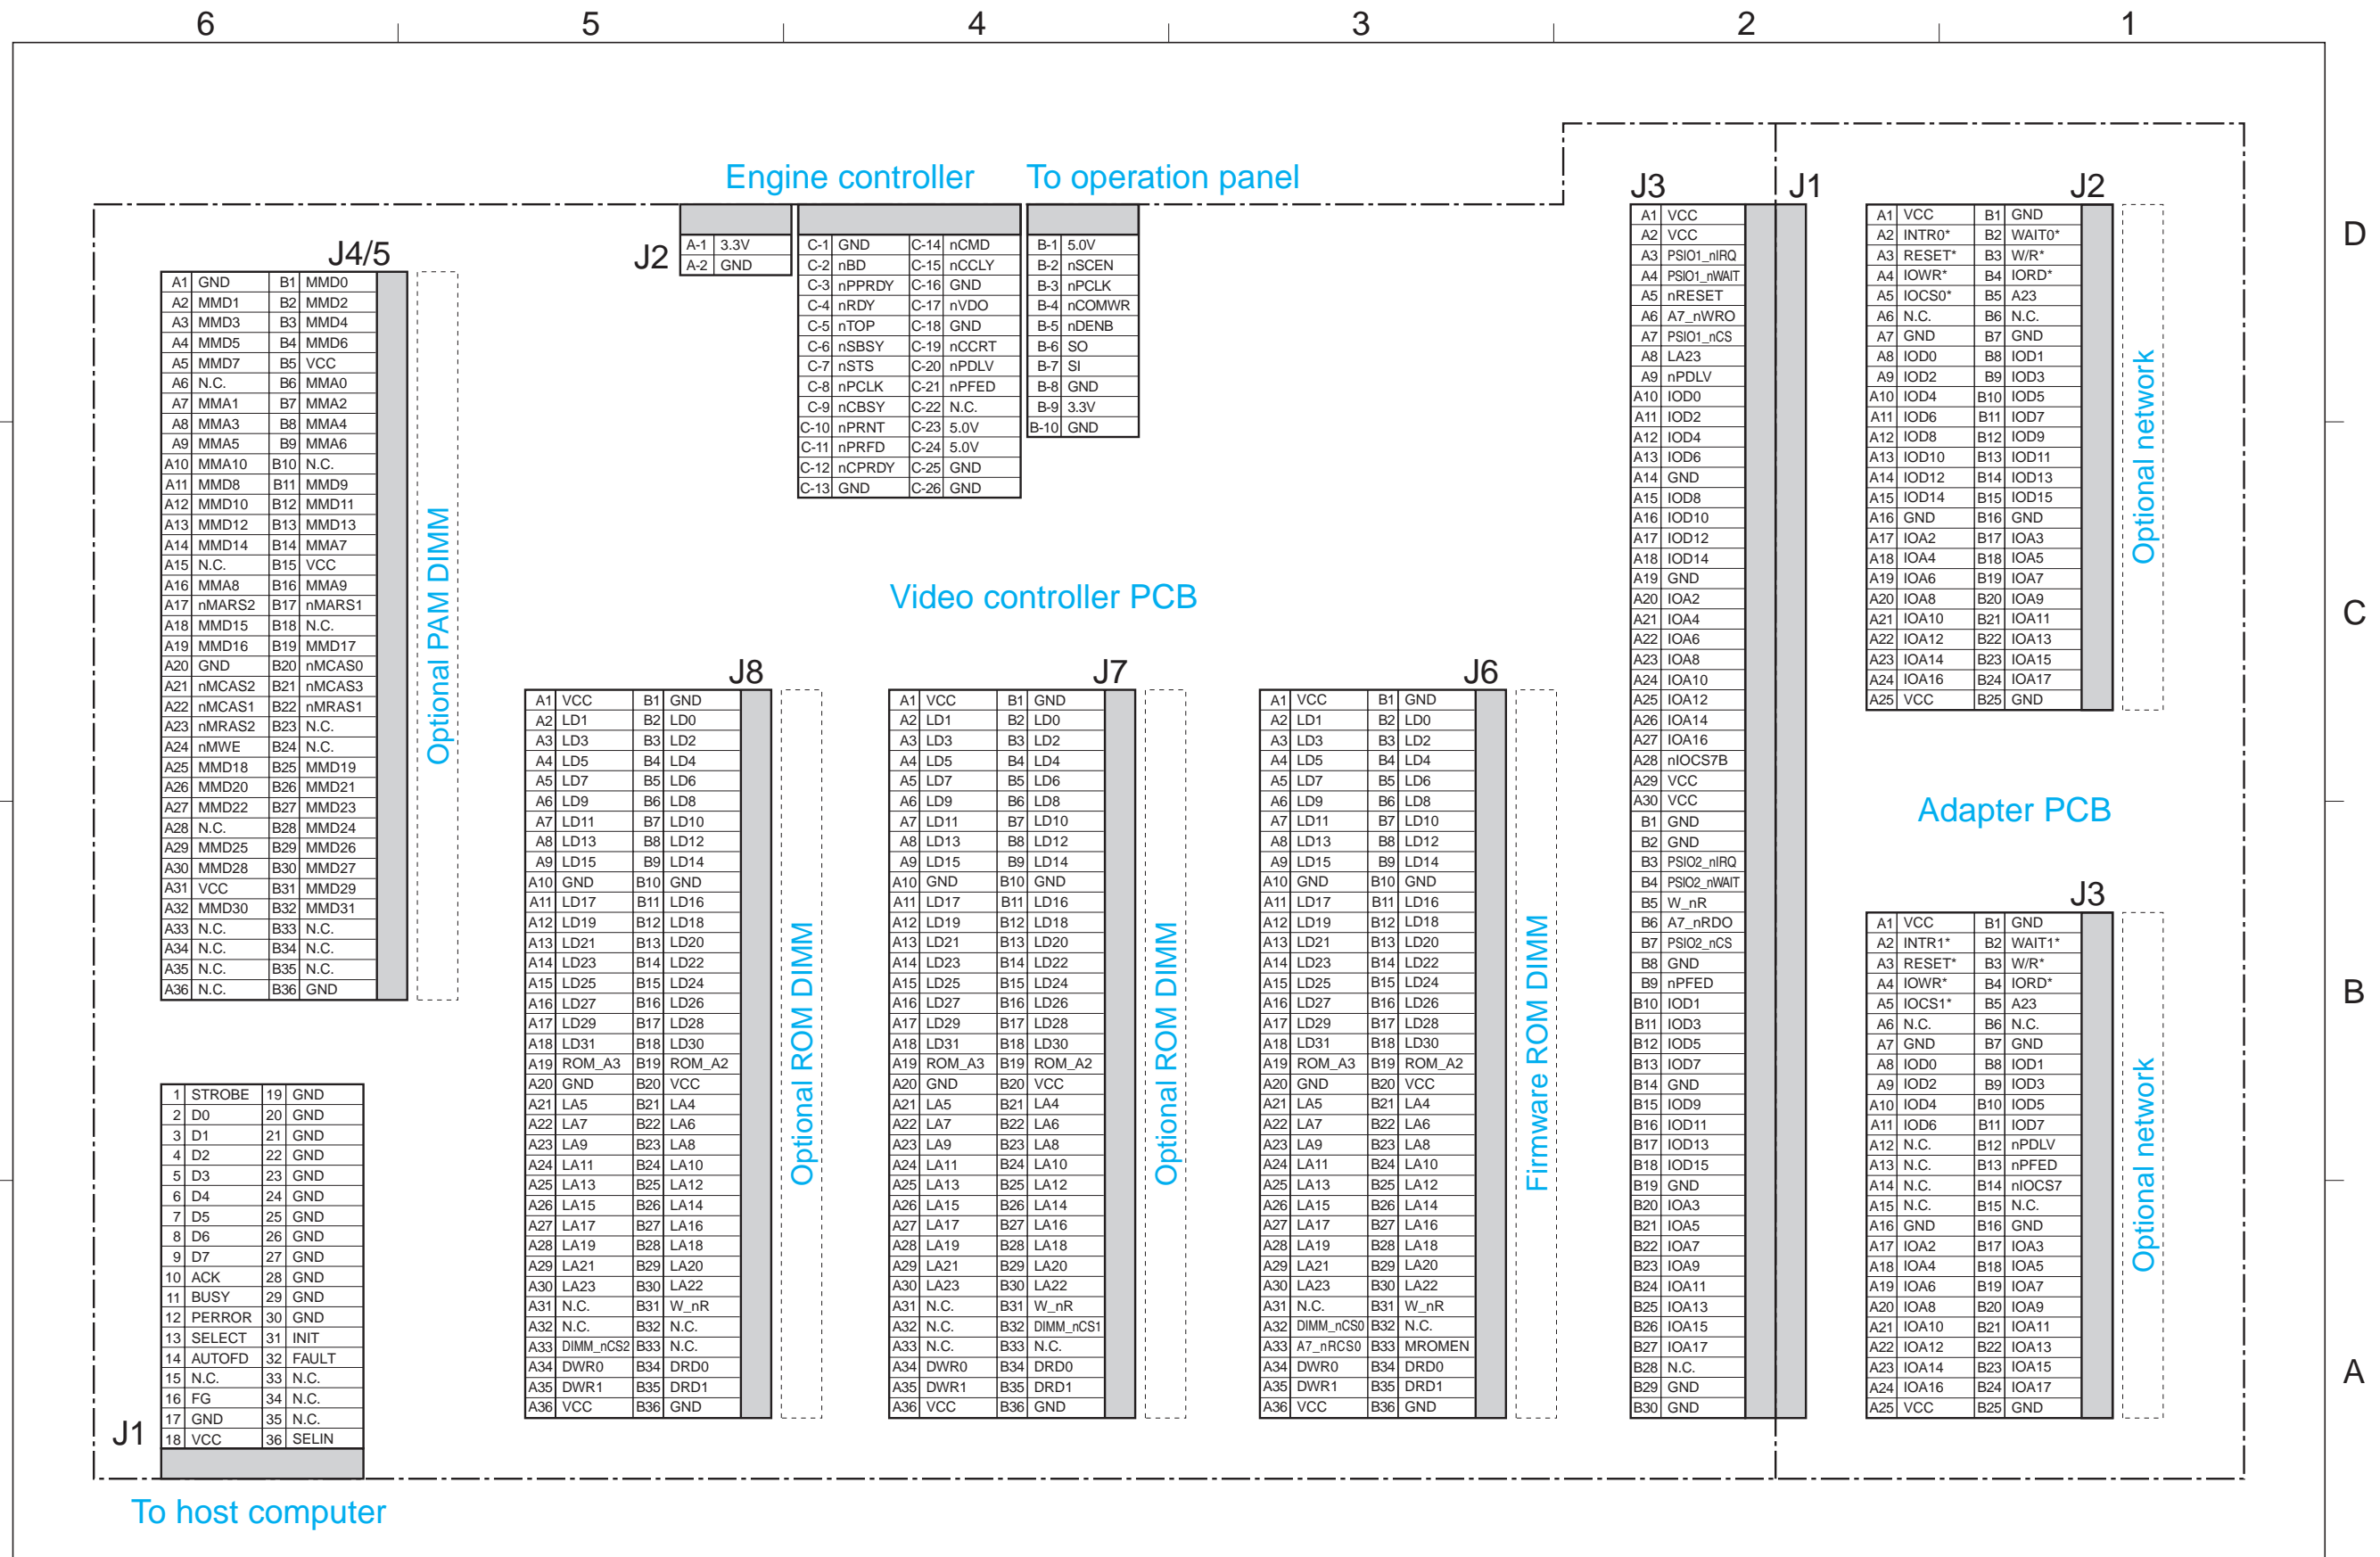 6 5 4 3 2 1
D
C
B
A
Engine controller
To operation panel
Video controller PCB
Adapter PCB
To host computer
J4/5
A1 GND B1 MMD0
A2 MMD1 B2 MMD2
A3 MMD3 B3 MMD4
A4 MMD5 B4 MMD6
A5 MMD7 B5 VCC
A6 N.C. B6 MMA0
A7 MMA1 B7 MMA2
A8 MMA3 B8 MMA4
A9 MMA5 B9 MMA6
A10 MMA10 B10 N.C.
A11 MMD8 B11 MMD9
A12 MMD10 B12 MMD11
A13 MMD12 B13 MMD13
A14 MMD14 B14 MMA7
A15 N.C. B15 VCC
A16 MMA8 B16 MMA9
A17 nMARS2 B17 nMARS1
A18 MMD15 B18 N.C.
A19 MMD16 B19 MMD17
A20 GND B20 nMCAS0
A21 nMCAS2 B21 nMCAS3
A22 nMCAS1 B22 nMRAS1
A23 nMRAS2 B23 N.C.
A24 nMWE B24 N.C.
A25 MMD18 B25 MMD19
A26 MMD20 B26 MMD21
A27 MMD22 B27 MMD23
A28 N.C. B28 MMD24
A29 MMD25 B29 MMD26
A30 MMD28 B30 MMD27
A31 VCC B31 MMD29
A32 MMD30 B32 MMD31
A33 N.C. B33 N.C.
A34 N.C. B34 N.C.
A35 N.C. B35 N.C.
A36 N.C. B36 GND
Optional PAM DIMM
J1
1 STROBE 19 GND
2 D0 20 GND
3 D1 21 GND
4 D2 22 GND
5 D3 23 GND
6 D4 24 GND
7 D5 25 GND
8 D6 26 GND
9 D7 27 GND
10 ACK 28 GND
11 BUSY 29 GND
12 PERROR 30 GND
13 SELECT 31 INIT
14 AUTOFD 32 FAULT
15 N.C. 33 N.C.
16 FG 34 N.C.
17 GND 35 N.C.
18 VCC 36 SELIN
J2
A-1 3.3V
A-2 GND
C-1 GND C-14 nCMD
C-2 nBD C-15 nCCLY
C-3 nPPRDY C-16 GND
C-4 nRDY C-17 nVDO
C-5 nTOP C-18 GND
C-6 nSBSY C-19 nCCRT
C-7 nSTS C-20 nPDLV
C-8 nPCLK C-21 nPFED
C-9 nCBSY C-22 N.C.
C-10 nPRNT C-23 5.0V
C-11 nPRFD C-24 5.0V
C-12 nCPRDY C-25 GND
C-13 GND C-26 GND
B-1 5.0V
B-2 nSCEN
B-3 nPCLK
B-4 nCOMWR
B-5 nDENB
B-6 SO
B-7 SI
B-8 GND
B-9 3.3V
B-10 GND
J8
A1 VCC B1 GND
A2 LD1 B2 LD0
A3 LD3 B3 LD2
A4 LD5 B4 LD4
A5 LD7 B5 LD6
A6 LD9 B6 LD8
A7 LD11 B7 LD10
A8 LD13 B8 LD12
A9 LD15 B9 LD14
A10 GND B10 GND
A11 LD17 B11 LD16
A12 LD19 B12 LD18
A13 LD21 B13 LD20
A14 LD23 B14 LD22
A15 LD25 B15 LD24
A16 LD27 B16 LD26
A17 LD29 B17 LD28
A18 LD31 B18 LD30
A19 ROM_A3 B19 ROM_A2
A20 GND B20 VCC
A21 LA5 B21 LA4
A22 LA7 B22 LA6
A23 LA9 B23 LA8
A24 LA11 B24 LA10
A25 LA13 B25 LA12
A26 LA15 B26 LA14
A27 LA17 B27 LA16
A28 LA19 B28 LA18
A29 LA21 B29 LA20
A30 LA23 B30 LA22
A31 N.C. B31 W_nR
A32 N.C. B32 N.C.
A33 DIMM_nCS2 B33 N.C.
A34 DWR0 B34 DRD0
A35 DWR1 B35 DRD1
A36 VCC B36 GND
Optional ROM DIMM
J7
A1 VCC B1 GND
A2 LD1 B2 LD0
A3 LD3 B3 LD2
A4 LD5 B4 LD4
A5 LD7 B5 LD6
A6 LD9 B6 LD8
A7 LD11 B7 LD10
A8 LD13 B8 LD12
A9 LD15 B9 LD14
A10 GND B10 GND
A11 LD17 B11 LD16
A12 LD19 B12 LD18
A13 LD21 B13 LD20
A14 LD23 B14 LD22
A15 LD25 B15 LD24
A16 LD27 B16 LD26
A17 LD29 B17 LD28
A18 LD31 B18 LD30
A19 ROM_A3 B19 ROM_A2
A20 GND B20 VCC
A21 LA5 B21 LA4
A22 LA7 B22 LA6
A23 LA9 B23 LA8
A24 LA11 B24 LA10
A25 LA13 B25 LA12
A26 LA15 B26 LA14
A27 LA17 B27 LA16
A28 LA19 B28 LA18
A29 LA21 B29 LA20
A30 LA23 B30 LA22
A31 N.C. B31 W_nR
A32 N.C. B32 DIMM_nCS1
A33 N.C. B33 N.C.
A34 DWR0 B34 DRD0
A35 DWR1 B35 DRD1
A36 VCC B36 GND
Optional ROM DIMM
J6
A1 VCC B1 GND
A2 LD1 B2 LD0
A3 LD3 B3 LD2
A4 LD5 B4 LD4
A5 LD7 B5 LD6
A6 LD9 B6 LD8
A7 LD11 B7 LD10
A8 LD13 B8 LD12
A9 LD15 B9 LD14
A10 GND B10 GND
A11 LD17 B11 LD16
A12 LD19 B12 LD18
A13 LD21 B13 LD20
A14 LD23 B14 LD22
A15 LD25 B15 LD24
A16 LD27 B16 LD26
A17 LD29 B17 LD28
A18 LD31 B18 LD30
A19 ROM_A3 B19 ROM_A2
A20 GND B20 VCC
A21 LA5 B21 LA4
A22 LA7 B22 LA6
A23 LA9 B23 LA8
A24 LA11 B24 LA10
A25 LA13 B25 LA12
A26 LA15 B26 LA14
A27 LA17 B27 LA16
A28 LA19 B28 LA18
A29 LA21 B29 LA20
A30 LA23 B30 LA22
A31 N.C. B31 W_nR
A32 DIMM_nCS0 B32 N.C.
A33 A7_nRCS0 B33 MROMEN
A34 DWR0 B34 DRD0
A35 DWR1 B35 DRD1
A36 VCC B36 GND
Firmware ROM DIMM
J3 J1
A1 VCC
A2 VCC
A3 PSIO1_nIRQ
A4 PSIO1_nWAIT
A5 nRESET
A6 A7_nWRO
A7 PSIO1_nCS
A8 LA23
A9 nPDLV
A10 IOD0
A11 IOD2
A12 IOD4
A13 IOD6
A14 GND
A15 IOD8
A16 IOD10
A17 IOD12
A18 IOD14
A19 GND
A20 IOA2
A21 IOA4
A22 IOA6
A23 IOA8
A24 IOA10
A25 IOA12
A26 IOA14
A27 IOA16
A28 nIOCS7B
A29 VCC
A30 VCC
B1 GND
B2 GND
B3 PSIO2_nIRQ
B4 PSIO2_nWAIT
B5 W_nR
B6 A7_nRDO
B7 PSIO2_nCS
B8 GND
B9 nPFED
B10 IOD1
B11 IOD3
B12 IOD5
B13 IOD7
B14 GND
B15 IOD9
B16 IOD11
B17 IOD13
B18 IOD15
B19 GND
B20 IOA3
B21 IOA5
B22 IOA7
B23 IOA9
B24 IOA11
B25 IOA13
B26 IOA15
B27 IOA17
B28 N.C.
B29 GND
B30 GND
J2
A1 VCC B1 GND
A2 INTR0* B2 WAIT0*
A3 RESET* B3 W/R*
A4 IOWR* B4 IORD*
A5 IOCS0* B5 A23
A6 N.C. B6 N.C.
A7 GND B7 GND
A8 IOD0 B8 IOD1
A9 IOD2 B9 IOD3
A10 IOD4 B10 IOD5
A11 IOD6 B11 IOD7
A12 IOD8 B12 IOD9
A13 IOD10 B13 IOD11
A14 IOD12 B14 IOD13
A15 IOD14 B15 IOD15
A16 GND B16 GND
A17 IOA2 B17 IOA3
A18 IOA4 B18 IOA5
A19 IOA6 B19 IOA7
A20 IOA8 B20 IOA9
A21 IOA10 B21 IOA11
A22 IOA12 B22 IOA13
A23 IOA14 B23 IOA15
A24 IOA16 B24 IOA17
A25 VCC B25 GND
Optional network
J3
A1 VCC B1 GND
A2 INTR1* B2 WAIT1*
A3 RESET* B3 W/R*
A4 IOWR* B4 IORD*
A5 IOCS1* B5 A23
A6 N.C. B6 N.C.
A7 GND B7 GND
A8 IOD0 B8 IOD1
A9 IOD2 B9 IOD3
A10 IOD4 B10 IOD5
A11 IOD6 B11 IOD7
A12 N.C. B12 nPDLV
A13 N.C. B13 nPFED
A14 N.C. B14 nIOCS7
A15 N.C. B15 N.C.
A16 GND B16 GND
A17 IOA2 B17 IOA3
A18 IOA4 B18 IOA5
A19 IOA6 B19 IOA7
A20 IOA8 B20 IOA9
A21 IOA10 B21 IOA11
A22 IOA12 B22 IOA13
A23 IOA14 B23 IOA15
A24 IOA16 B24 IOA17
A25 VCC B25 GND
Optional network